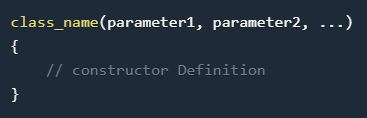 class_name(parameter1, parameter2, ...)
{
// constructor Definition
}